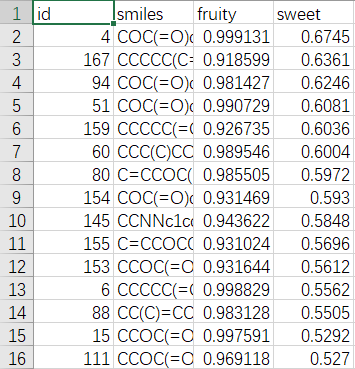 1 id smiles fruity sweet
2 4 COC(=O) 0.999131 0.6745
3 167 CCCCC(C= 0.918599 0.6361
4 94 COC(=O) 0.981427 0.6246
5 51 COC(=O) 0.990729 0.6081
6 159 CCCCC(=( 0.926735 0.6036
7 60 CCC(C)CC 0.989546 0.6004
8 80 C=CCOC( 0.985505 0.5972
9 154 COC(=O) 0.931469 0.593
10 145 CCNNc1c 0.943622 0.5848
11 155 C=CCOC 0.931024 0.5696
12 153 CCOC(=O 0.931644 0.5612
13 6 CCCCC(=( 0.998829 0.5562
14 88 CC(C)=CC 0.983128 0.5505
15 15 CCOC(=O 0.997591 0.5292
16 111 CCOC(=O 0.969118 0.527